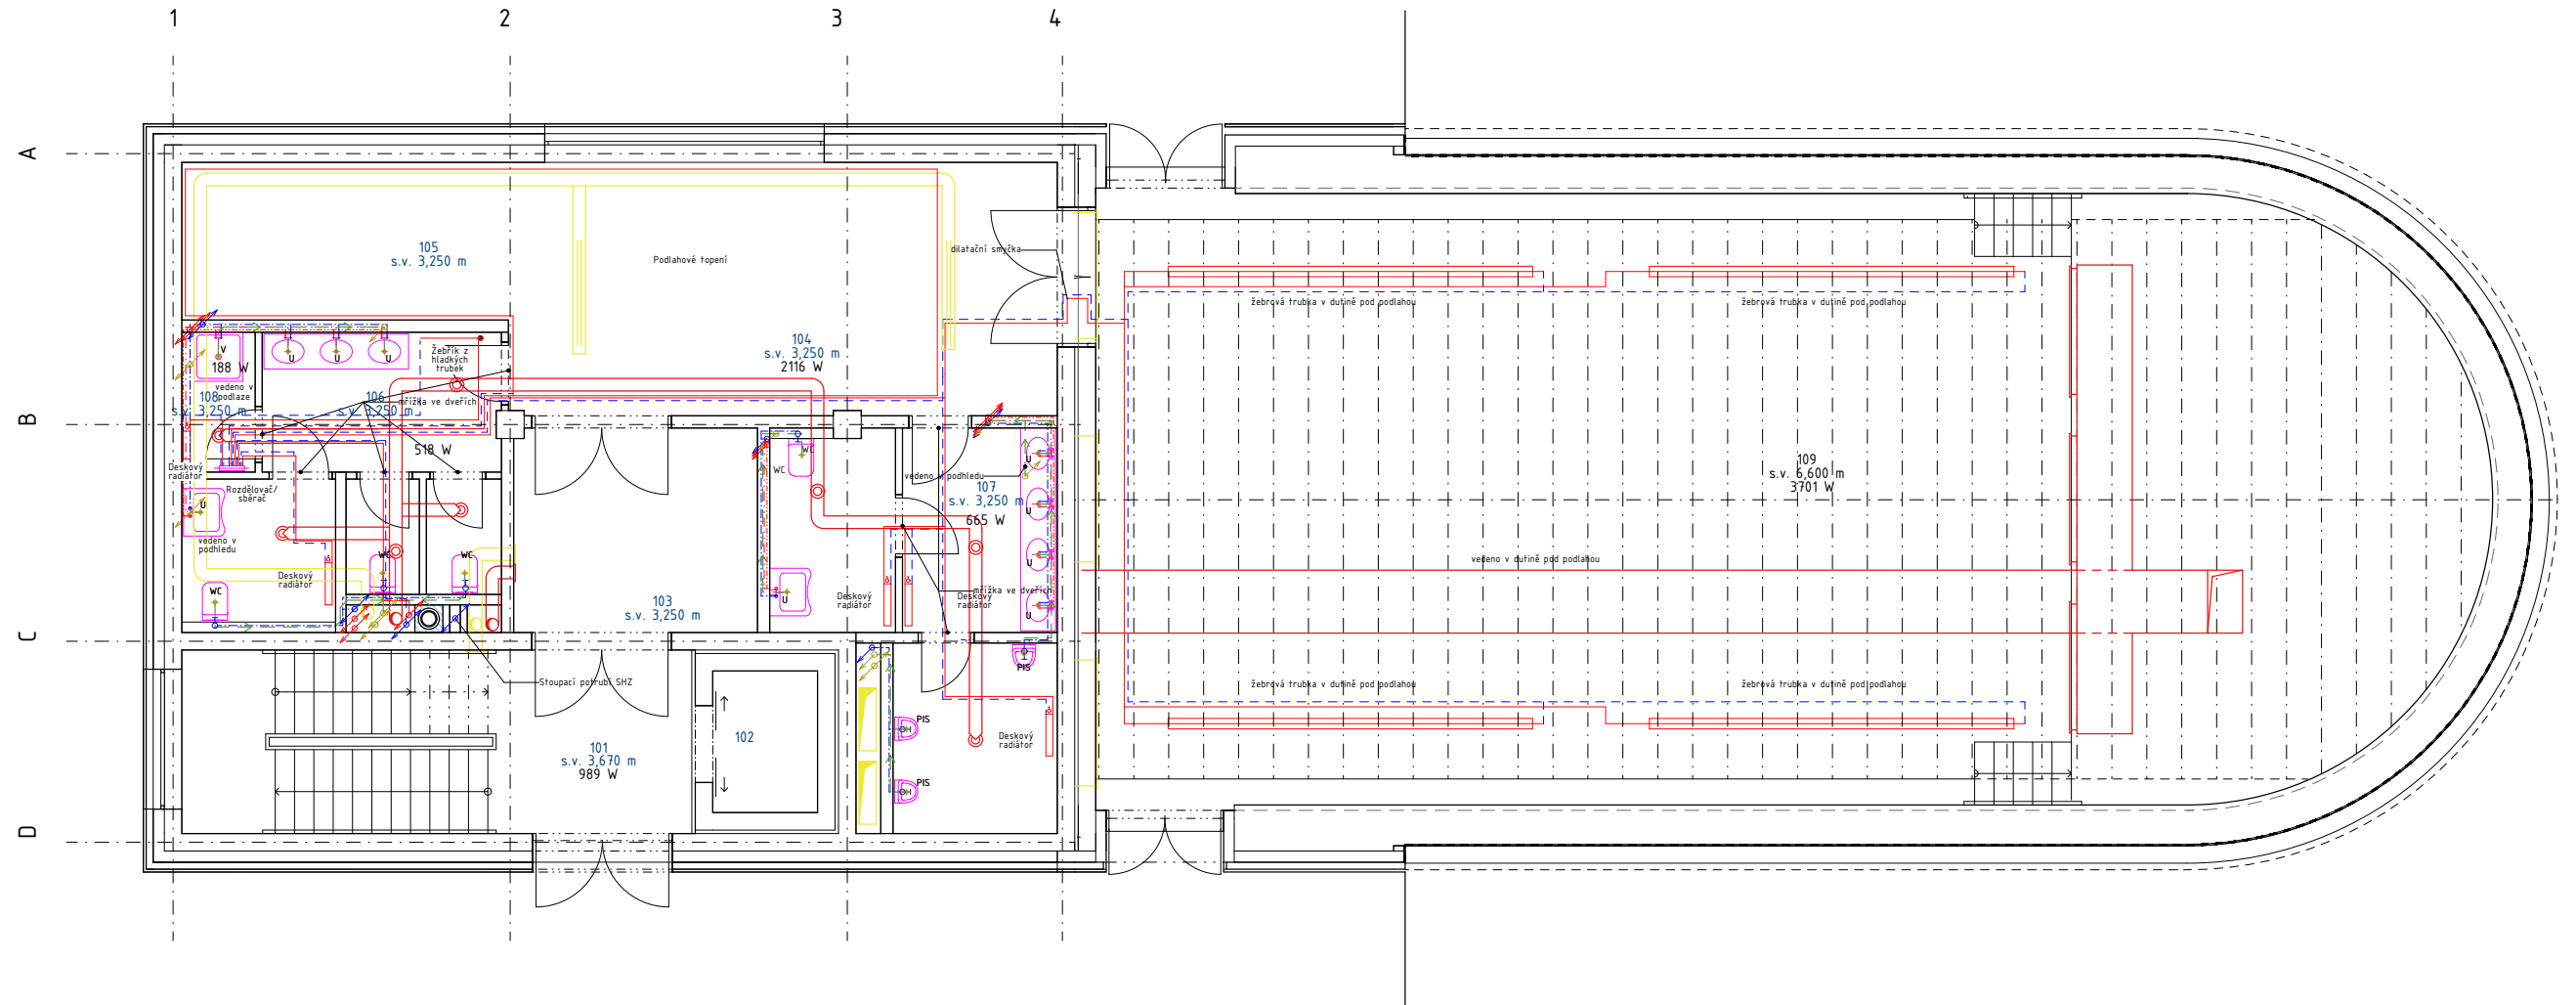 1 2 3 4
A
B
C
D
105
s.v. 3,250 m
Podlahové topení
dilatační smyčka
žebrová trubka v dutině pod podlahou
žebrová trubka v dutině pod podlahou
104
s.v. 3,250 m
2116 W
V
188 W
U
U
U
Žebřík z
hladkých
trubek
vedeno v
podlaze
108
s.v. 3,250 m
106
s.v. 3,250 m
mřížka ve dveřích
518 W
Deskový
radiátor
Rozdělovač/
sběrač
U
vedeno v
podhledu
WC
Deskový
radiátor
WC
WC
WC
WC
U
vedeno v podhledu
107
s.v. 3,250 m
665 W
U
U
U
U
109
s.v. 6,600 m
3701 W
vedeno v dutině pod podlahou
103
s.v. 3,250 m
Deskový
radiátor
mřížka ve dveřích
Deskový
radiátor
PIS
Stoupací potrubí SHZ
žebrová trubka v dutině pod podlahou
žebrová trubka v dutině pod podlahou
101
s.v. 3,670 m
989 W
102
PIS
Deskový
radiátor
PIS